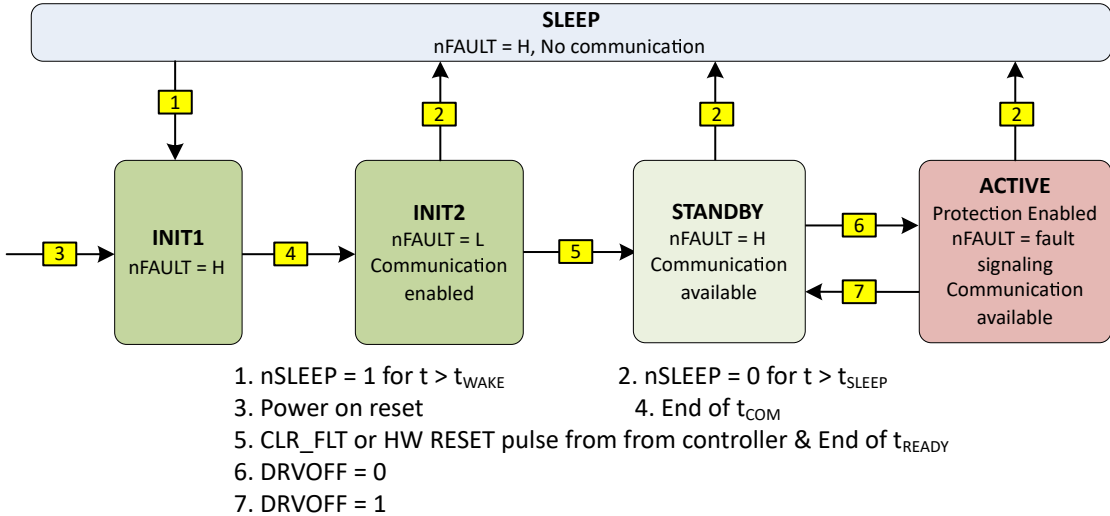 SLEEP
nFAULT = H, No communication
1
2
2
2
INIT1
nFAULT = H
INIT2
nFAULT = L
Communication
enabled
STANDBY
nFAULT = H
Communication
available
ACTIVE
Protection Enabled
nFAULT = fault
signaling
Communication
available
3
4
5
6
7
1. nSLEEP = 1 for t > tWAKE
2. nSLEEP = 0 for t > tSLEEP
3. Power on reset
4. End of tCOM
5. CLR_FLT or HW RESET pulse from from controller & End of tREADY
6. DRVOFF = 0
7. DRVOFF = 1